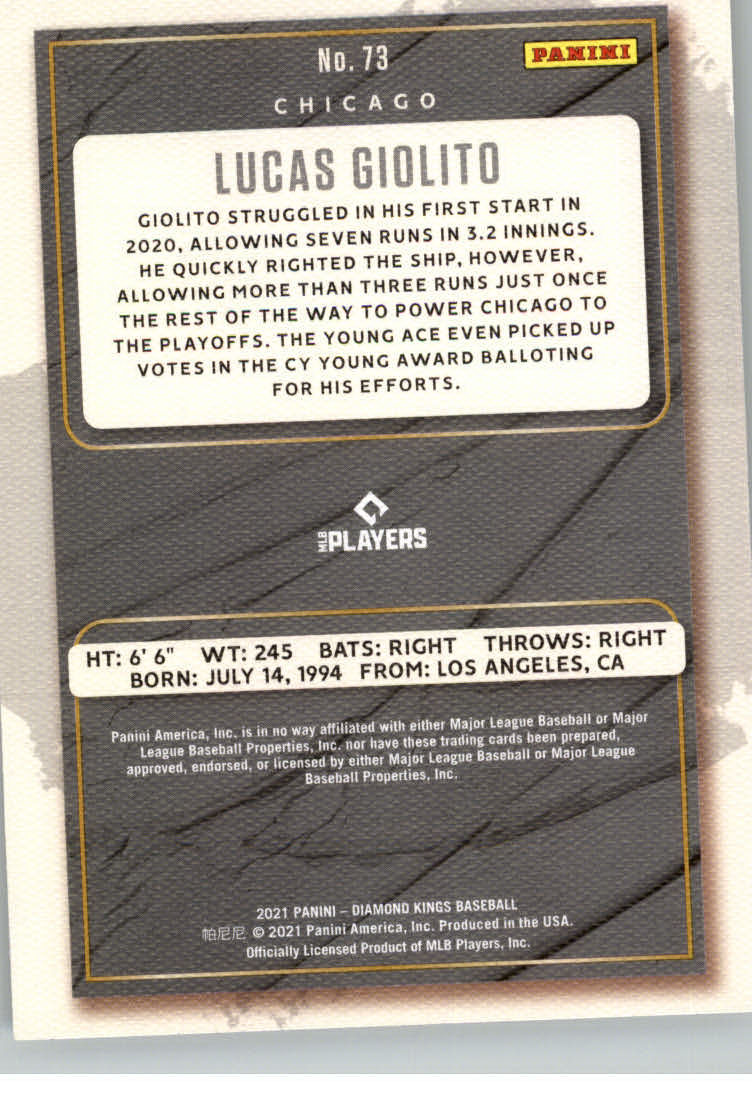 No. 73
PANINI
CHICAGO
LUCAS GIOLITO
GIOLITO STRUGGLED IN HIS FIRST START IN
2020, ALLOWING SEVEN RUNS IN 3.2 INNINGS.
HE QUICKLY RIGHTED THE SHIP, HOWEVER,
ALLOWING MORE THAN THREE RUNS JUST ONCE
THE REST OF THE WAY TO POWER CHICAGO TO
THE PLAYOFFS. THE YOUNG ACE EVEN PICKED UP
VOTES IN THE CY YOUNG AWARD BALLOTING
FOR HIS EFFORTS.
MLB PLAYERS
HT: 6' 6" WT: 245 BATS: RIGHT THROWS: RIGHT
BORN: JULY 14, 1994 FROM: LOS ANGELES, CA
Panini America, Inc. is in no way affiliated with either Major League Baseball or Major
League Baseball Properties, Inc. nor have these trading cards been prepared,
approved, endorsed, or licensed by either Major League Baseball or Major League
Baseball Properties, Inc.
2021 PANINI – DIAMOND KINGS BASEBALL
帕尼尼 © 2021 Panini America, Inc. Produced in the USA.
Officially Licensed Product of MLB Players, Inc.